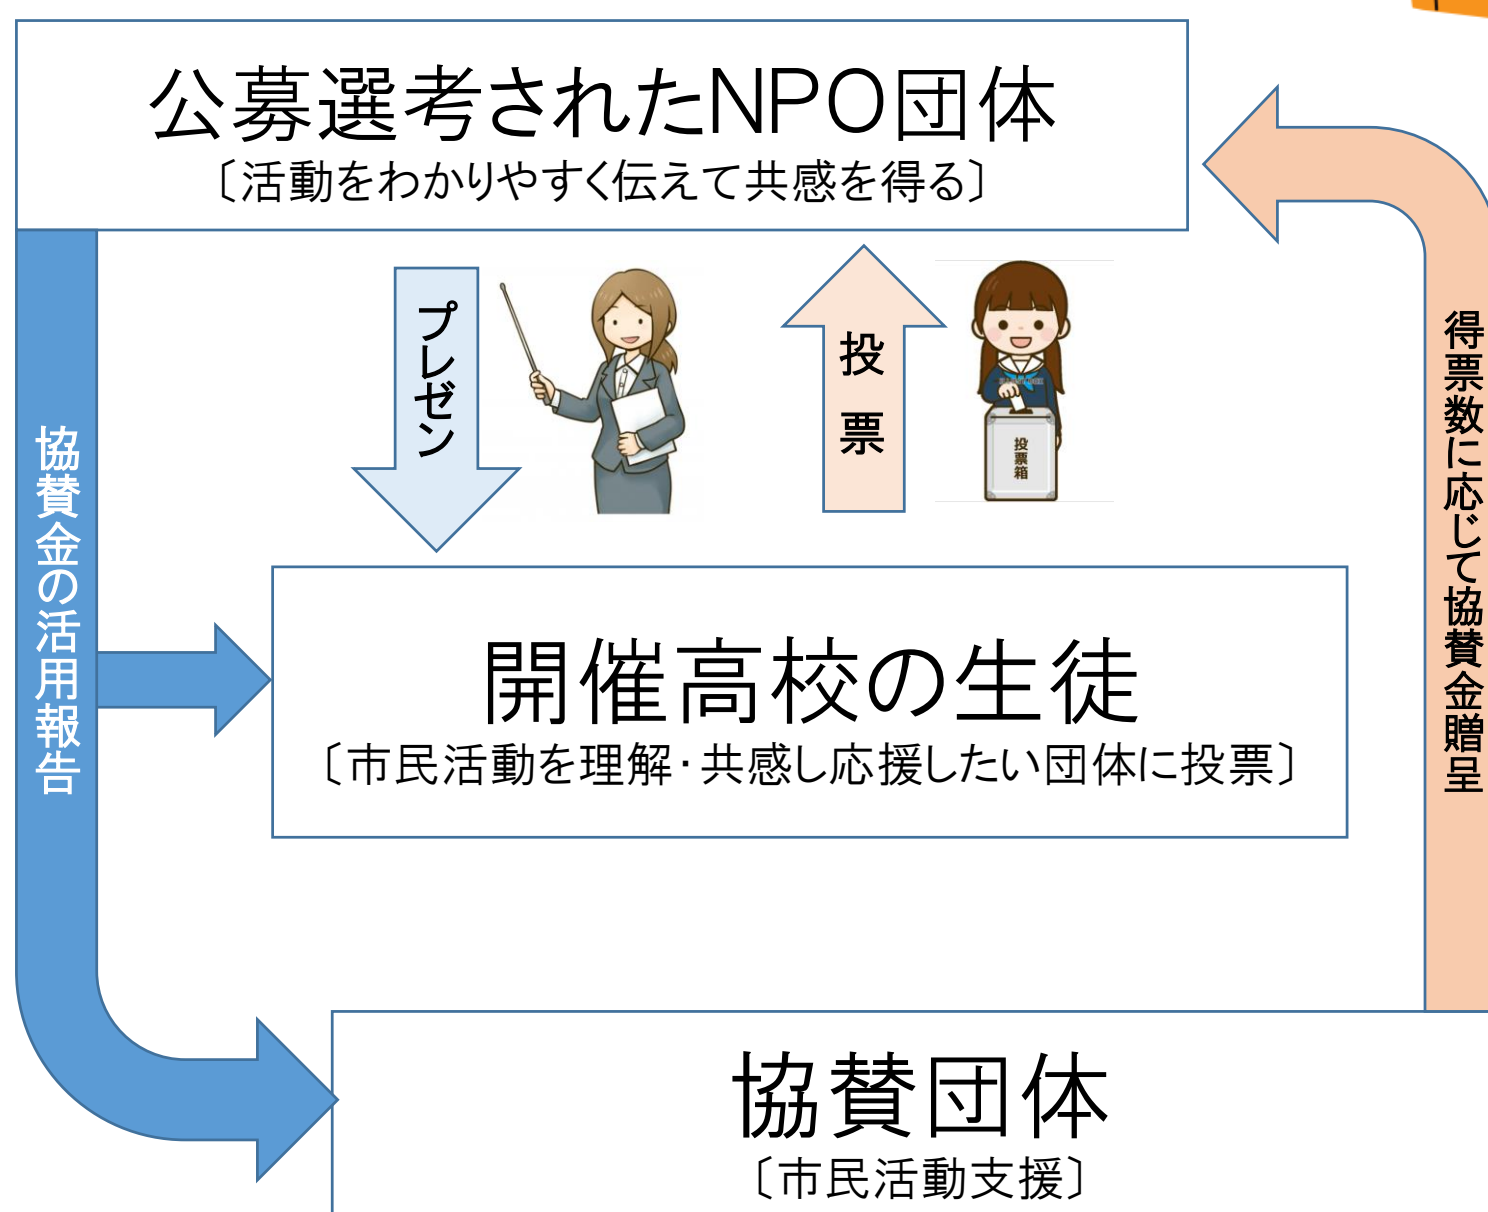 公募選考されたNPO団体
〔活動をわかりやすく伝えて共感を得る〕
プレゼン
投票
投票箱
得票数に応じて協賛金贈呈
協賛金の活用報告
開催高校の生徒
〔市民活動を理解・共感し応援したい団体に投票〕
協賛団体
〔市民活動支援〕